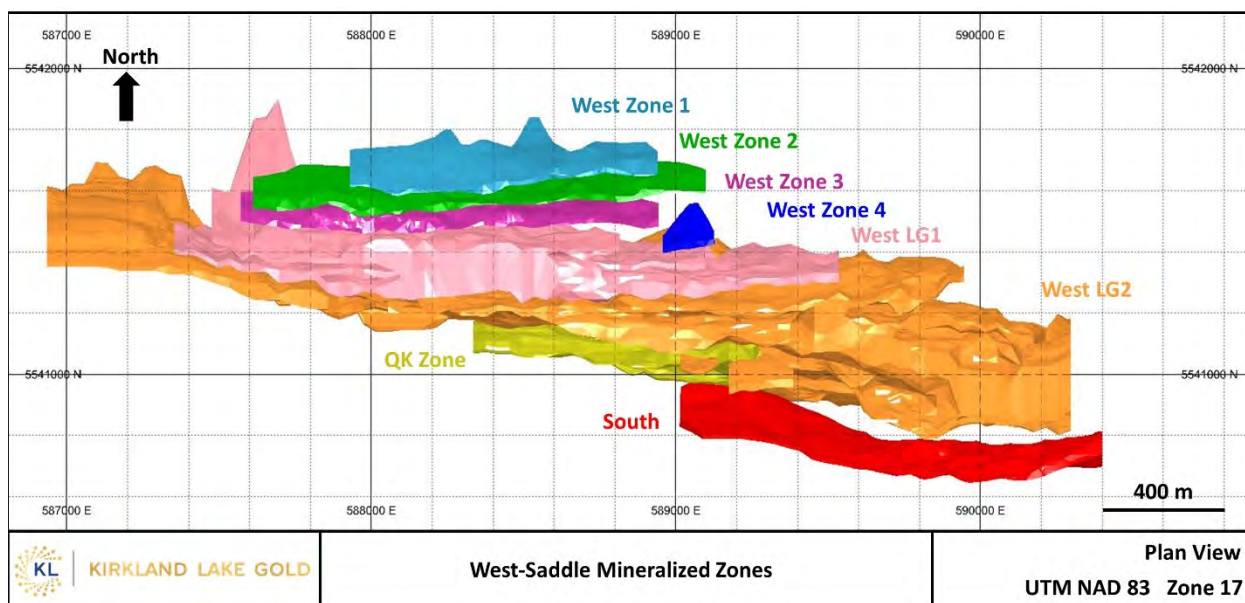 587000 E
588000 E
589000 E
590000 E
North
5542000 N
5542000 N
West Zone 1
West Zone 2
West Zone 3
West Zone 4
West LG1
West LG2
QK Zone
5541000 N
5541000 N
South
400 m
587000 E
588000 E
589000 E
590000 E
KL
KIRKLAND LAKE GOLD
West-Saddle Mineralized Zones
Plan View
UTM NAD 83 Zone 17